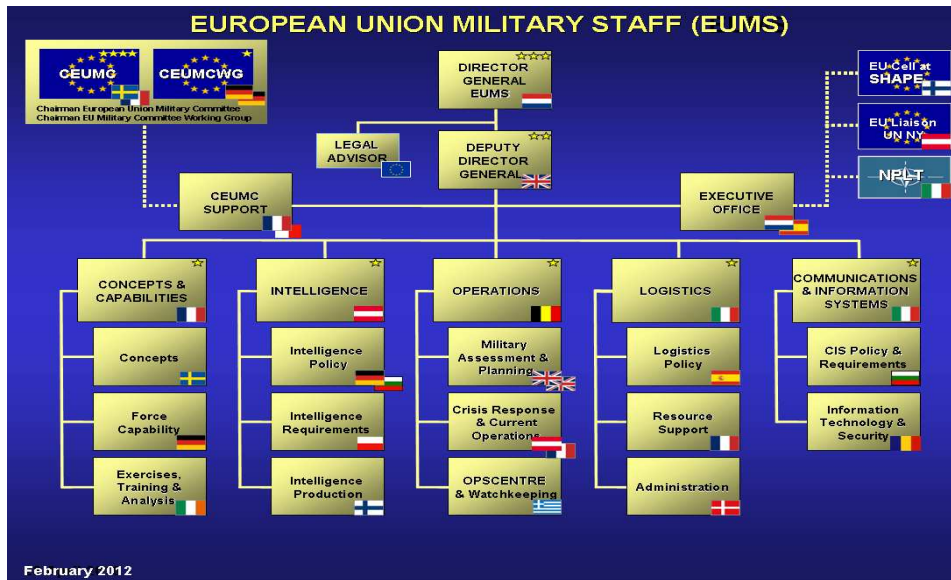 EUROPEAN UNION MILITARY STAFF (EUMS)
CEUMC
CEUMCWG
Chairman European Union Military Committee
Chairman EU Military Committee Working Group
DIRECTOR
GENERAL
EUMS
EU Cell at
SHAPE
EU Liaison
UN NY
NPLT
LEGAL
ADVISOR
DEPUTY
DIRECTOR
GENERAL
CEUMC
SUPPORT
EXECUTIVE
OFFICE
CONCEPTS &
CAPABILITIES
INTELLIGENCE
OPERATIONS
LOGISTICS
COMMUNICATIONS
& INFORMATION
SYSTEMS
Concepts
Intelligence
Policy
Military
Assessment &
Planning
Logistics
Policy
CIS Policy &
Requirements
Force
Capability
Intelligence
Requirements
Crisis Response
& Current
Operations
Resource
Support
Information
Technology &
Security
Exercises,
Training &
Analysis
Intelligence
Production
OPSCENTRE
& Watchkeeping
Administration
February 2012